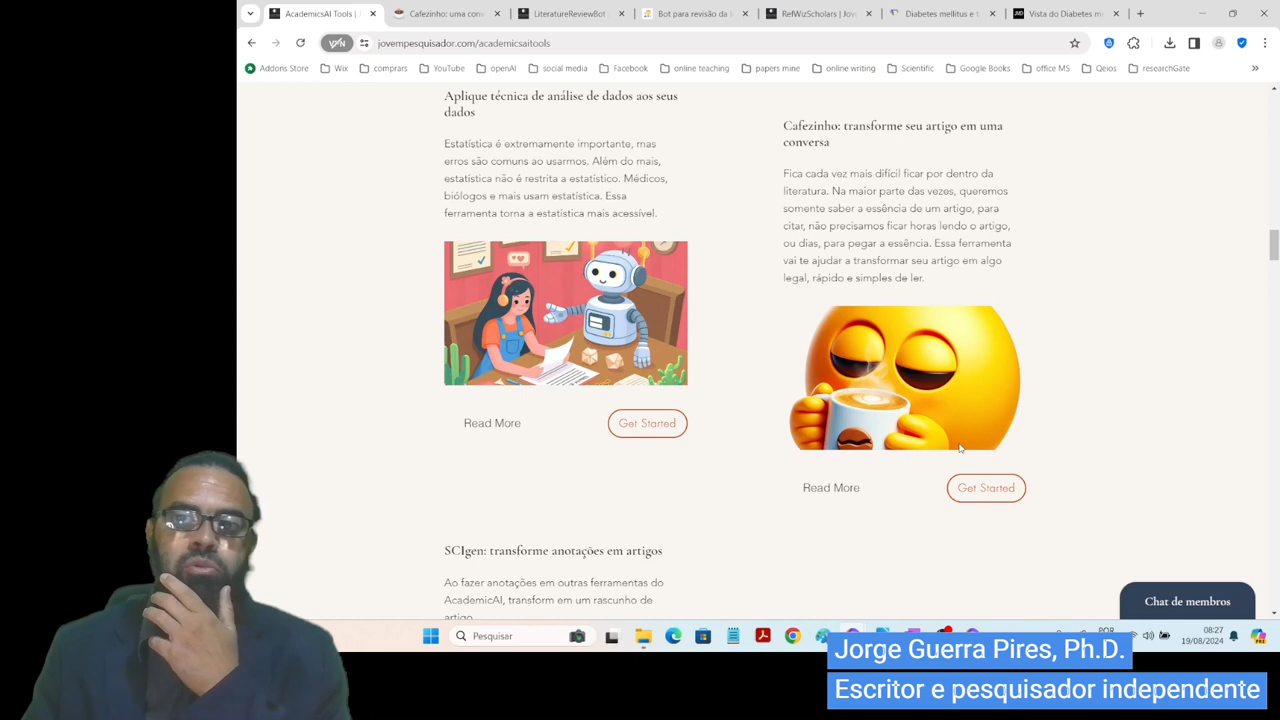 AcademicsAI Tools | 
Cafezinho: uma con
LiteratureReviewBot
Bot para revisão da l
RefWizScholars | Jov
Diabetes mellitus e
Vista do Diabetes m
VPN
jovempesquisador.com/academicsaitools
Addons Store
Wix
comprars
YouTube
openAI
social media
Facebook
online teaching
papers mine
online writing
Scientific
Google Books
office MS
Qeios
researchGate
Aplique técnica de análise de dados aos seus
dados
Estatística é extremamente importante, mas
erros são comuns ao usarmos. Além do mais,
estatística não é restrita a estatístico. Médicos,
biólogos e mais usam estatística. Essa
ferramenta torna a estatística mais acessível.
Read More
Get Started
Cafezinho: transforme seu artigo em uma
conversa
Fica cada vez mais difícil ficar por dentro da
literatura. Na maior parte das vezes, queremos
somente saber a essência de um artigo, para
citar, não precisamos ficar horas lendo o artigo,
ou dias, para pegar a essência. Essa ferramenta
vai te ajudar a transformar seu artigo em algo
legal, rápido e simples de ler.
Read More
Get Started
SCIgen: transforme anotações em artigos
Ao fazer anotações em outras ferramentas do
AcademicAI, transform em um rascunho de
artigo
Chat de membros
Pesquisar
POR
08:27
19/08/2024
Jorge Guerra Pires, Ph.D.
Escritor e pesquisador independente